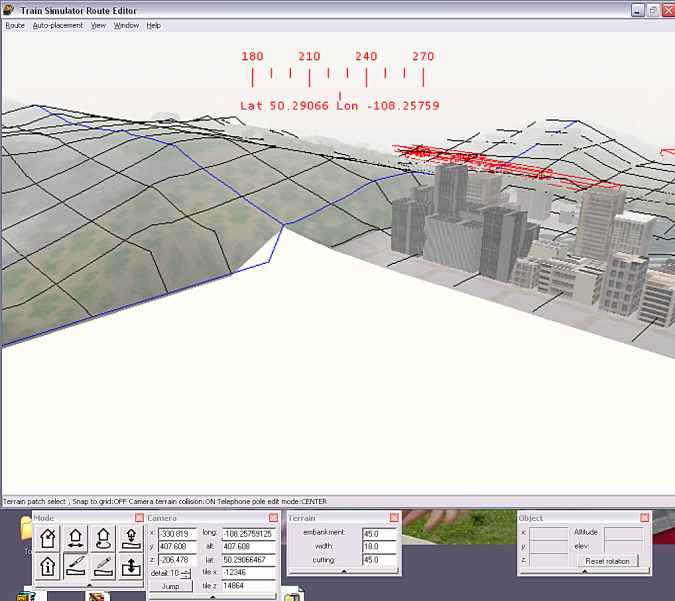 Train Simulator Route Editor
Route Auto-placement View Window Help
180 210 240 270
Lat 50.29066 Lon -108.25759
Terrain patch select , Snap to grid:OFF Camera terrain collision:ON Telephone pole edit mode:CENTER
Mode Camera Terrain Object
x: -330.819 long: -108.25759125 embankment: 45.0 x: Altitude
y: 407.608 alt: 407.608 width: 18.0 y: elev:
z: -206.478 lat: 50.29066467 cutting: 45.0 z: Reset rotation
detail: 10 tile x: -12346
Jump tile z: 14864